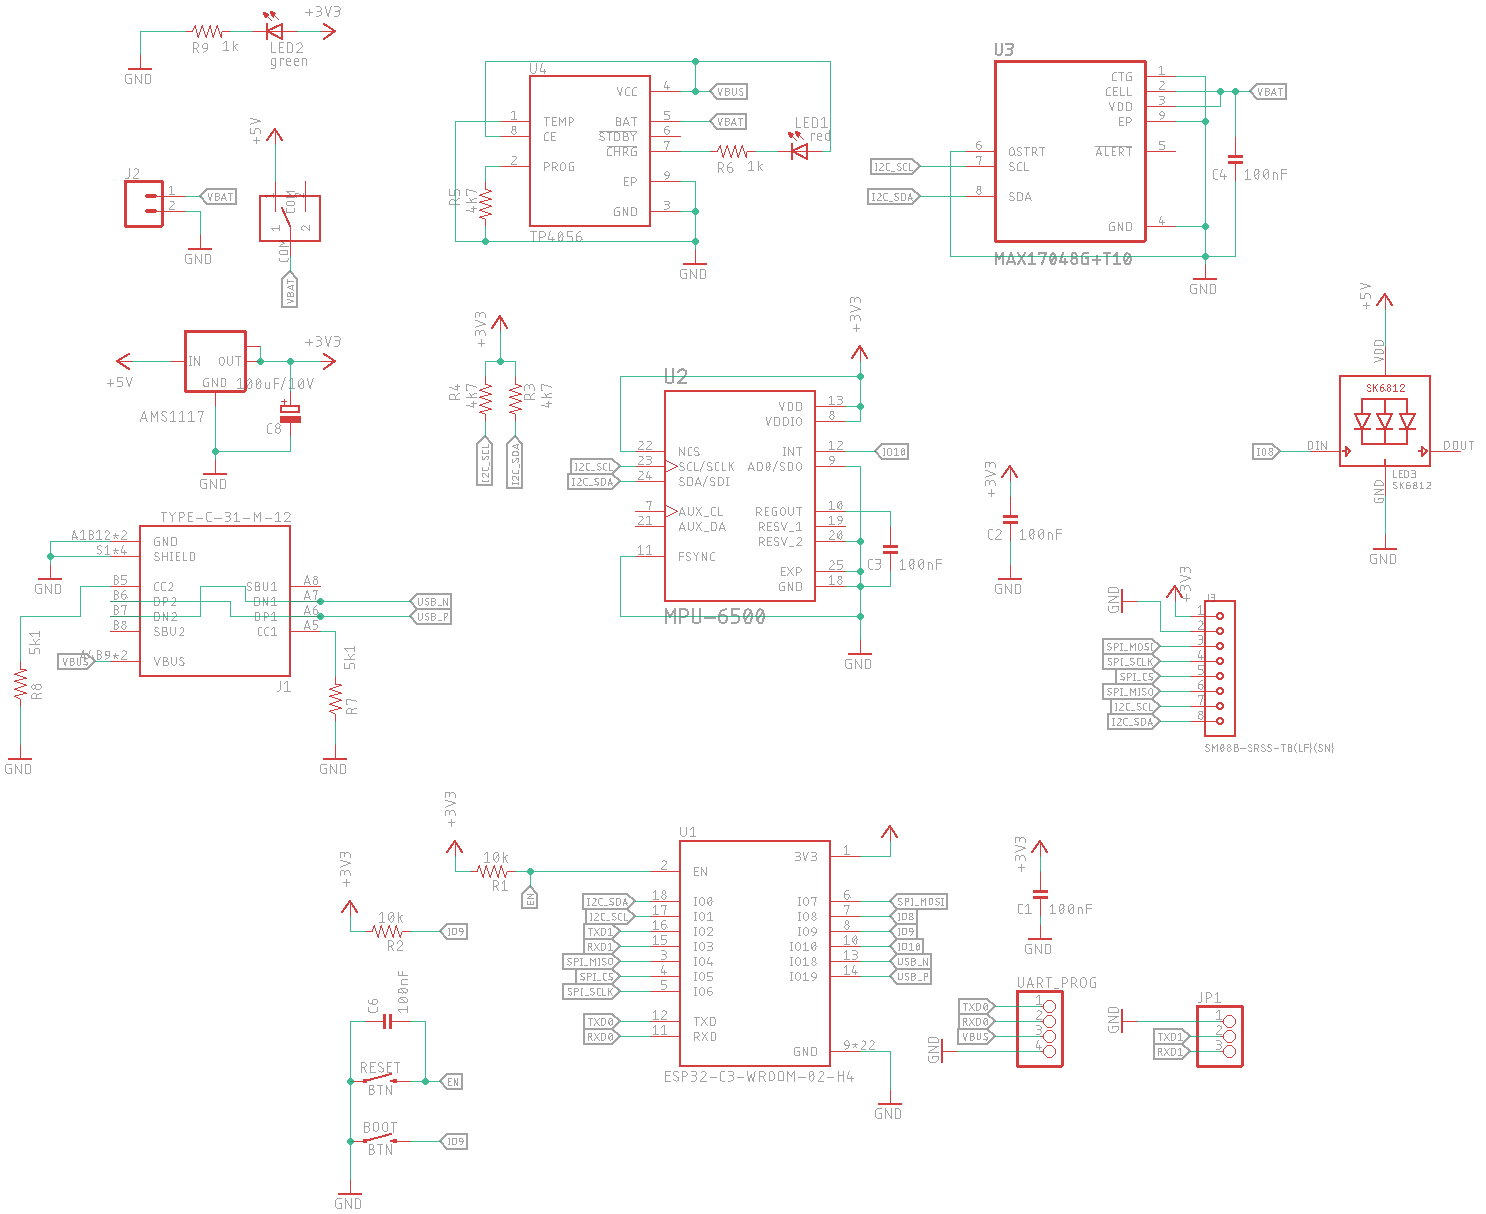 +3V3
R9 1k
LED2
green
GND
+5V
J2
1
2
VBAT
GND
COM
1
2
COM
VBAT
U4
VCC 4
VBUS
1 TEMP
BAT 5
VBAT
8 CE
STDBY 6
CHRG 7
2 PROG
EP 9
GND 3
TP4056
R5
4k7
R6 1k
LED1
red
GND
U3
CTG 1
CELL 2
VDD 3
EP 9
VBAT
6 QSTRT
ALERT 5
I2C_SCL 7 SCL
I2C_SDA 8 SDA
GND 4
MAX17048G+T10
C4 100nF
GND
+3V3
+5V
IN OUT
GND
100uF/10V
AMS1117
C8
GND
+3V3
R4
4k7
R3
4k7
I2C_SCL
I2C_SDA
+3V3
U2
VDD 13
VDDIO 8
22 NCS
INT 12
IO10
I2C_SCL 23 SCL/SCLK
AD0/SDO 9
I2C_SDA 24 SDA/SDI
7 AUX_CL
REGOUT 10
21 AUX_DA
RESV_1 19
RESV_2 20
11 FSYNC
EXP 25
GND 18
MPU-6500
C3 100nF
GND
+3V3
C2 100nF
GND
+5V
VDD
SK6812
IO8 DIN
DOUT
LED3
SK6812
GND
GND
TYPE-C-31-M-12
A1B12*2 GND
S1*4 SHIELD
GND
B5 CC2
SBU1 A8
B6 DP2
DN1 A7
USB_N
B7 DN2
DP1 A6
USB_P
B8 SBU2
CC1 A5
VBUS A4B9*2 VBUS
J1
5k1
R8
GND
5k1
R7
GND
GND
+3V3
J3
1
2
SPI_MOSI 3
SPI_SCLK 4
SPI_CS 5
SPI_MISO 6
I2C_SCL 7
I2C_SDA 8
SM08B-SRSS-TB(LF)(SN)
+3V3
10k
R1
EN
+3V3
10k
R2
IO9
C6
100nF
RESET
BTN
EN
BOOT
BTN
IO9
GND
U1
3V3 1
2 EN
I2C_SDA 18 IO0
IO7 6 SPI_MOSI
I2C_SCL 17 IO1
IO8 7 IO8
TXD1 16 IO2
IO9 8 IO9
RXD1 15 IO3
IO10 10 IO10
SPI_MISO 3 IO4
IO18 13 USB_N
SPI_CS 4 IO5
IO19 14 USB_P
SPI_SCLK 5 IO6
TXD0 12 TXD
RXD0 11 RXD
GND 9*22
ESP32-C3-WROOM-02-H4
GND
+3V3
C1 100nF
GND
UART_PROG
TXD0 1
RXD0 2
VBUS 3
4
GND
JP1
GND
1
TXD1 2
RXD1 3